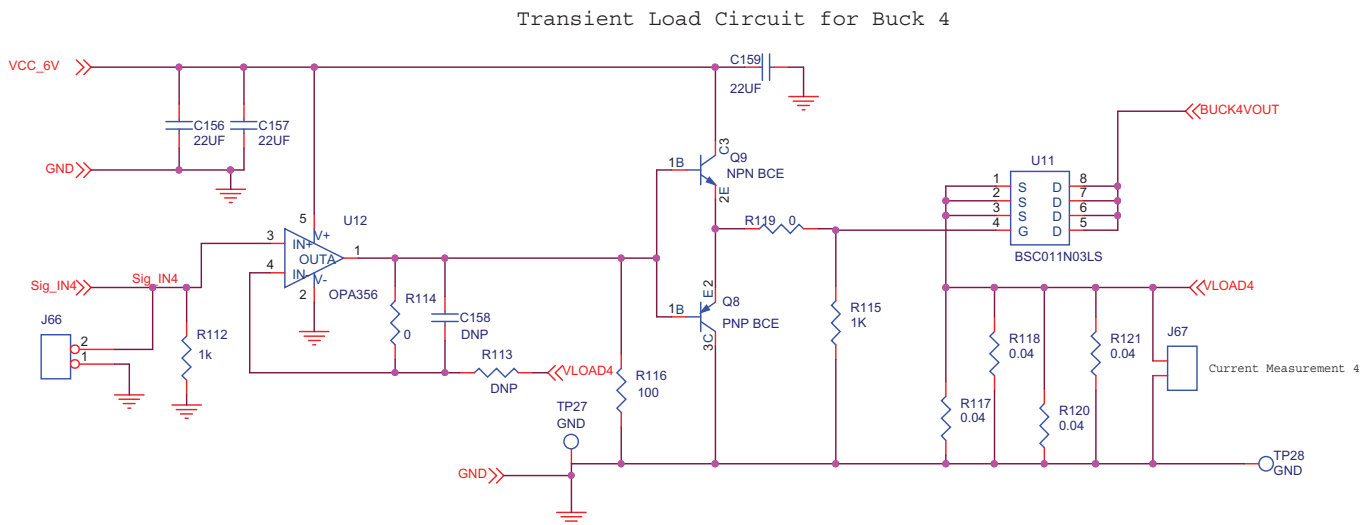 Transient Load Circuit for Buck 4
VCC_6V
C159
22UF
C156
22UF
C157
22UF
BUCK4VOUT
GND
C3
Q9
NPN BCE
1B
2E
U11
1 S D 8
2 S D 7
3 S D 6
4 G D 5
BSC011N03LS
R119 0
5
U12
V+
3 IN+
OUTA 1
4 IN-
V-
2
OPA356
Sig_IN4
Sig_IN4
J66
2
1
R112
1k
R114
0
C158
DNP
R113
DNP
VLOAD4
E2
Q8
1B
PNP BCE
3C
R115
1K
VLOAD4
R118
0.04
R121
0.04
J67
Current Measurement 4
R116
100
R117
0.04
R120
0.04
TP27
GND
GND
TP28
GND